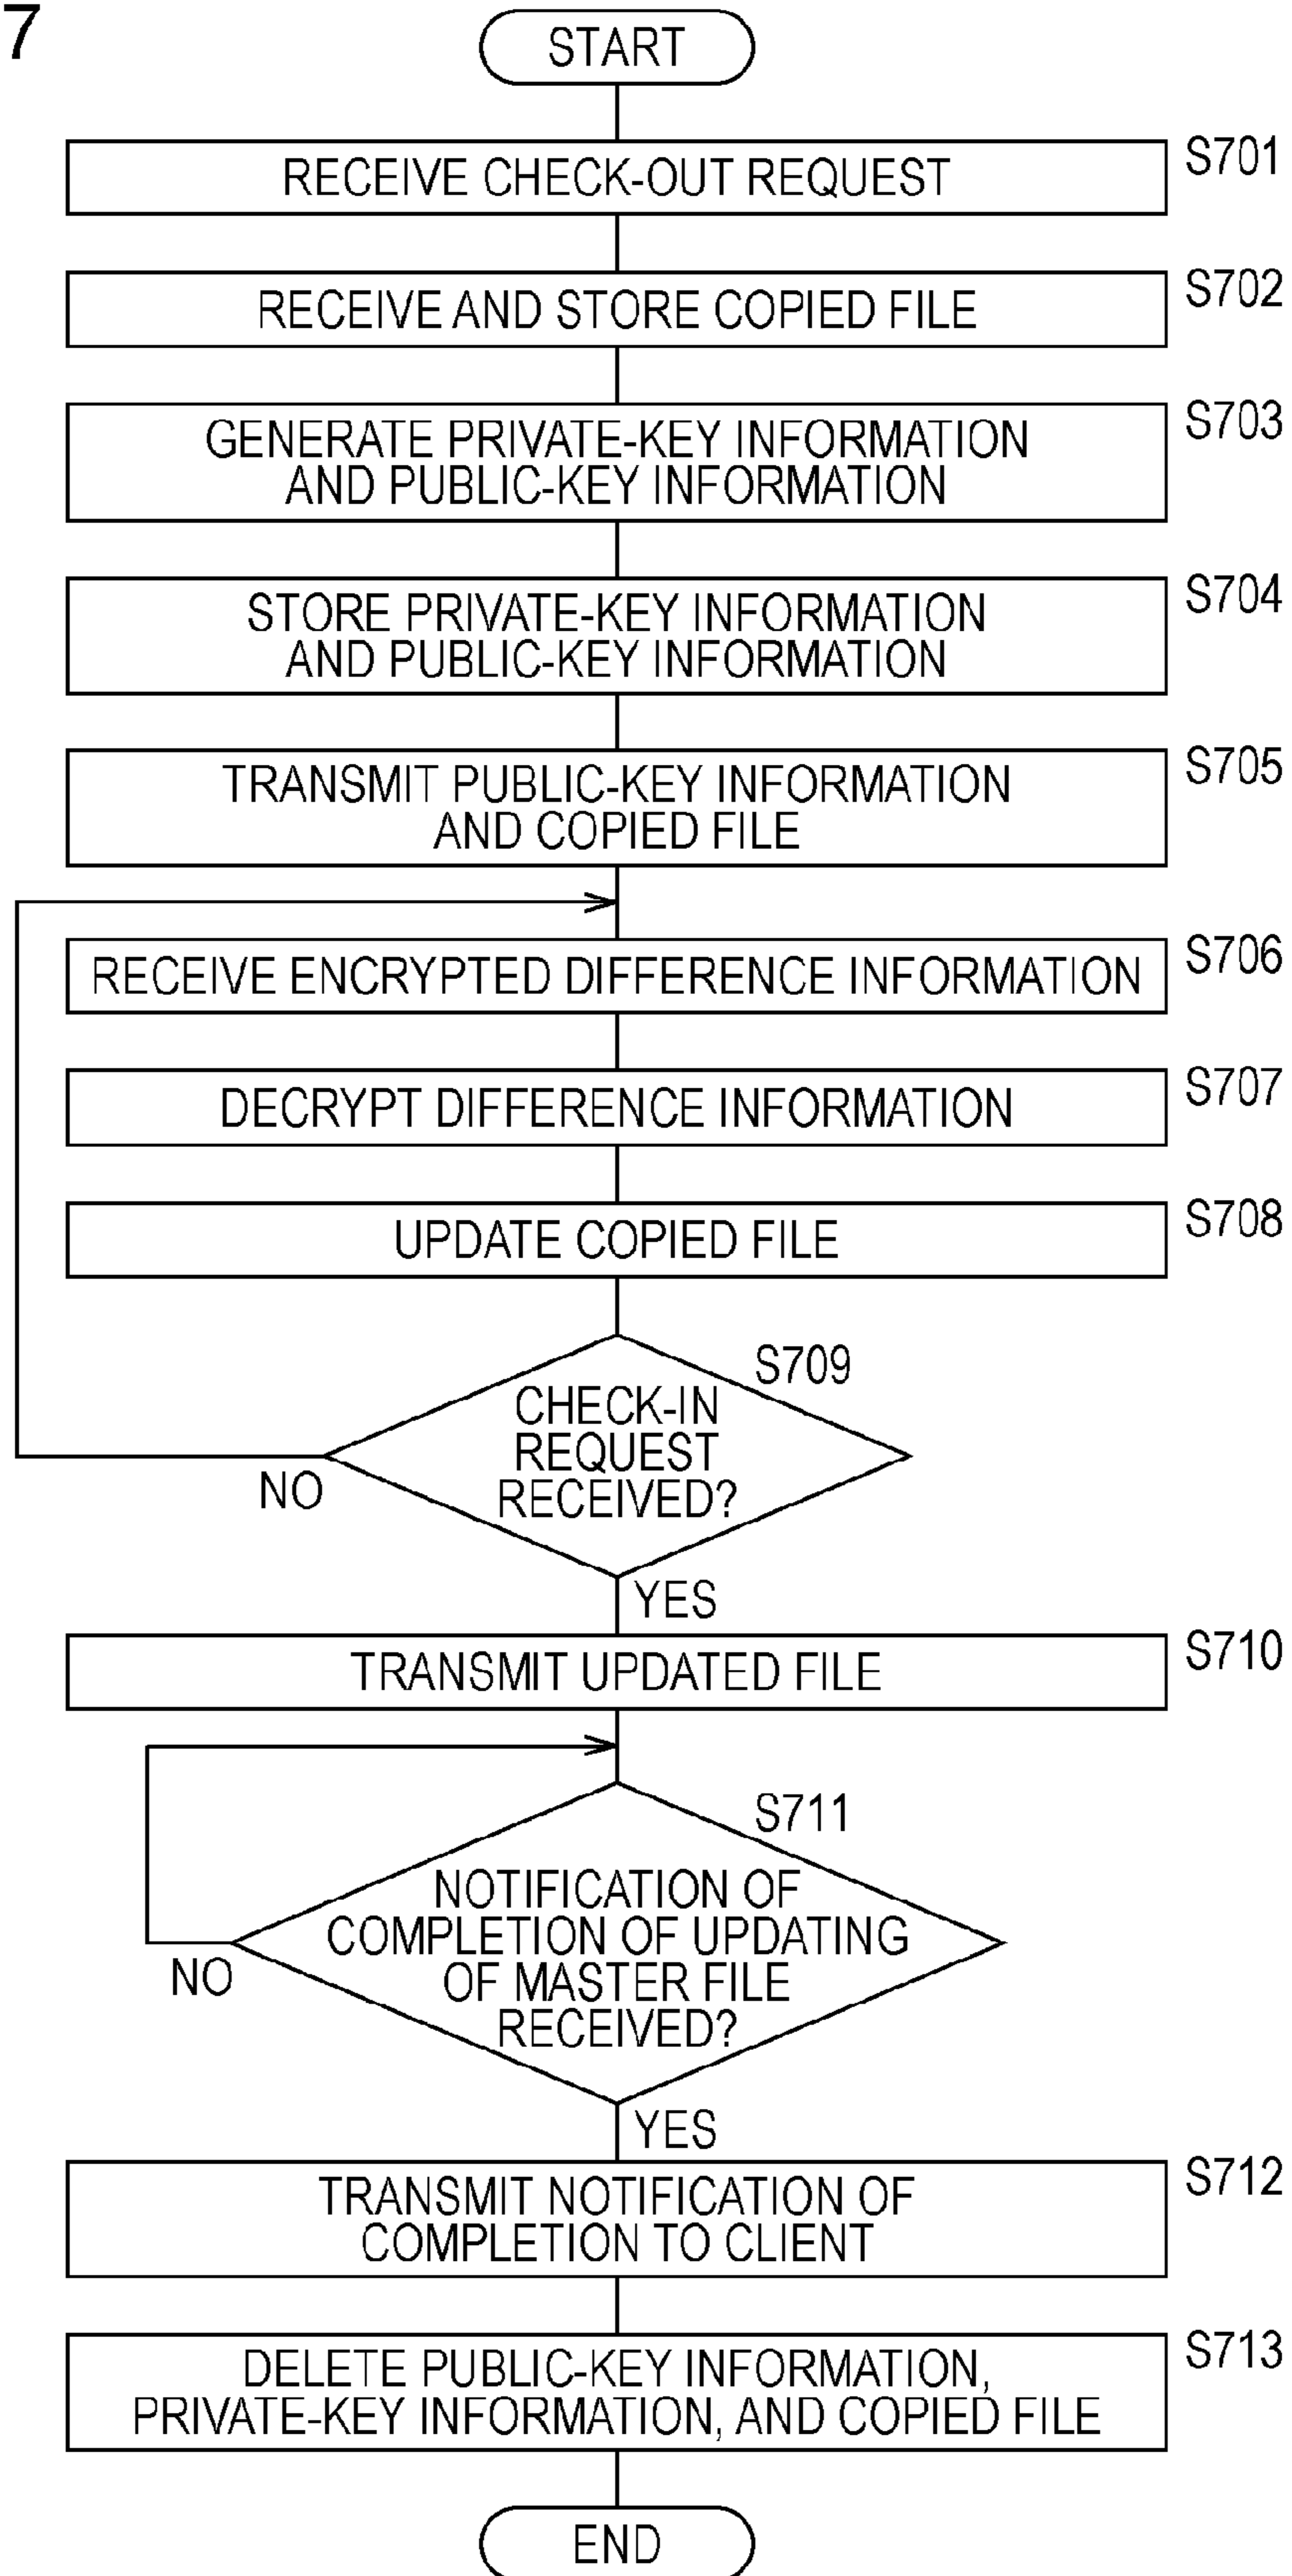 7
START
RECEIVE CHECK-OUT REQUEST
S701
RECEIVE AND STORE COPIED FILE
S702
GENERATE PRIVATE-KEY INFORMATION
AND PUBLIC-KEY INFORMATION
S703
STORE PRIVATE-KEY INFORMATION
AND PUBLIC-KEY INFORMATION
S704
TRANSMIT PUBLIC-KEY INFORMATION
AND COPIED FILE
S705
RECEIVE ENCRYPTED DIFFERENCE INFORMATION
S706
DECRYPT DIFFERENCE INFORMATION
S707
UPDATE COPIED FILE
S708
S709
CHECK-IN
REQUEST
RECEIVED?
NO
YES
TRANSMIT UPDATED FILE
S710
S711
NOTIFICATION OF
COMPLETION OF UPDATING
OF MASTER FILE
RECEIVED?
NO
YES
TRANSMIT NOTIFICATION OF
COMPLETION TO CLIENT
S712
DELETE PUBLIC-KEY INFORMATION,
PRIVATE-KEY INFORMATION, AND COPIED FILE
S713
END